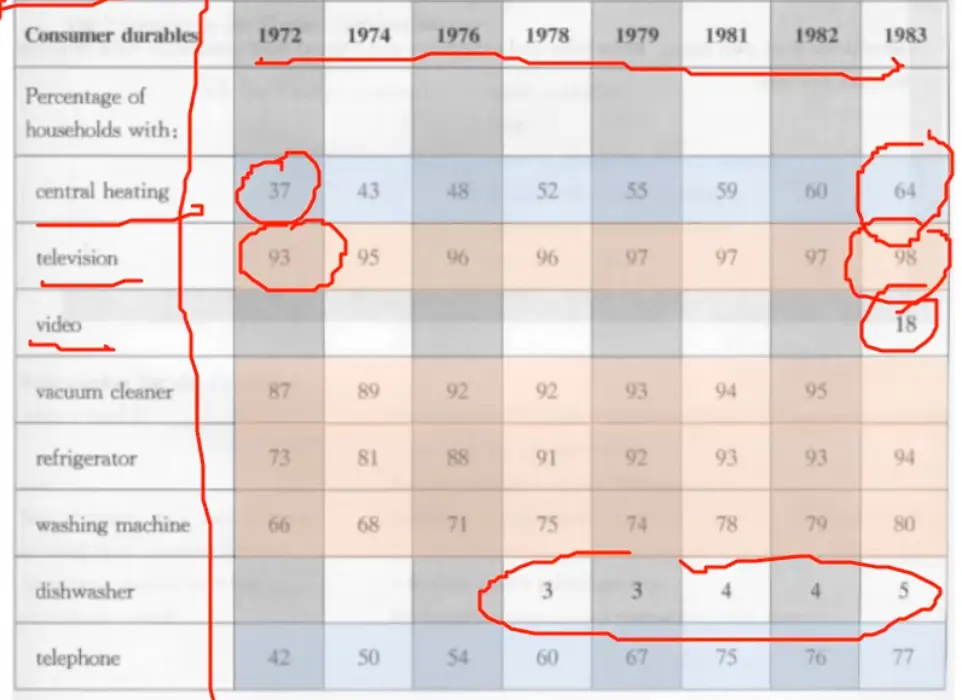 Consumer durables 1972 1974 1976 1978 1979 1981 1982 1983
Percentage of
households with:
central heating 37 43 48 52 55 59 60 64
television 93 95 96 96 97 97 97 98
video 18
vacuum cleaner 87 89 92 92 93 94 95
refrigerator 73 81 88 91 92 93 93 94
washing machine 66 68 71 75 74 78 79 80
dishwasher 3 3 4 4 5
telephone 42 50 54 60 67 75 76 77